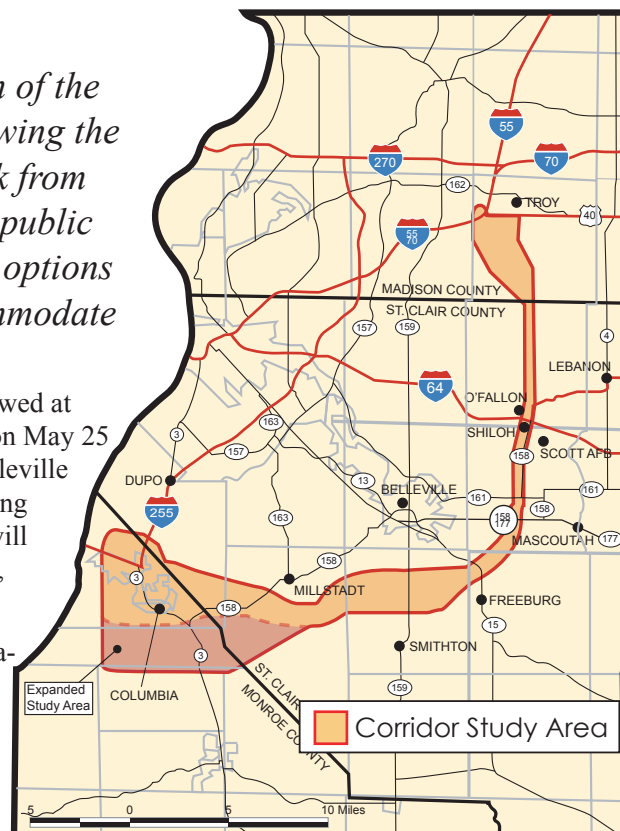 n of the
wing the
k from
public
options
mmodate
wed at
on May 25
lleville
ng
will
,
a-
55
270
70
162
TROY
40
55
70
MADISON COUNTY
ST. CLAIR COUNTY
157
159
4
64
LEBANON
O'FALLON
SHILOH
3
163
157
158
SCOTT AFB
DUPO
13
BELLEVILLE
161
161
255
163
158
177
158
MASCOUTAH
177
158
3
MILLSTADT
158
FREEBURG
15
3
SMITHTON
Expanded
Study Area
COLUMBIA
ST. CLAIR
MONROE COUNTY
159
Corridor Study Area
5 0 5 10 Miles